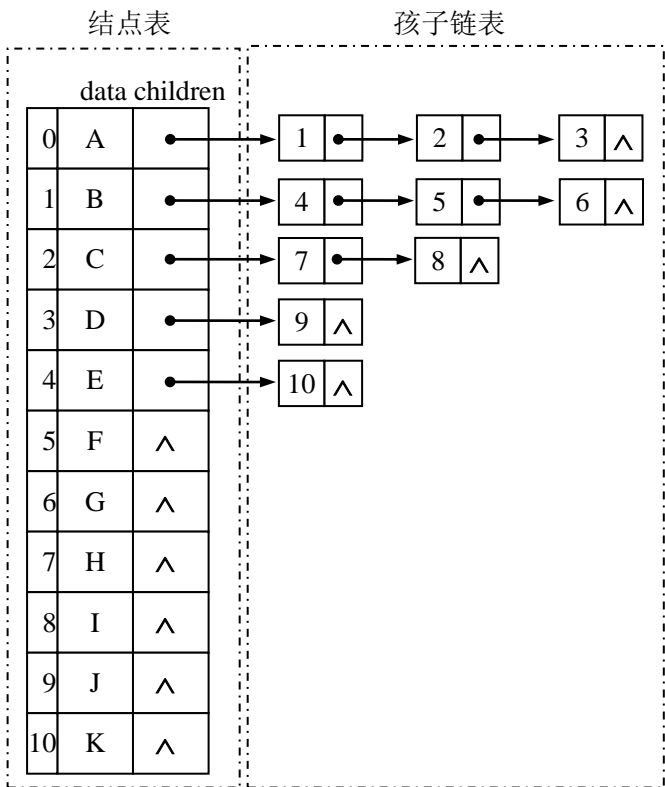 结点表 孩子链表
data children
0 A 1 2 3 ∧
1 B 4 5 6 ∧
2 C 7 8 ∧
3 D 9 ∧
4 E 10 ∧
5 F ∧
6 G ∧
7 H ∧
8 I ∧
9 J ∧
10 K ∧